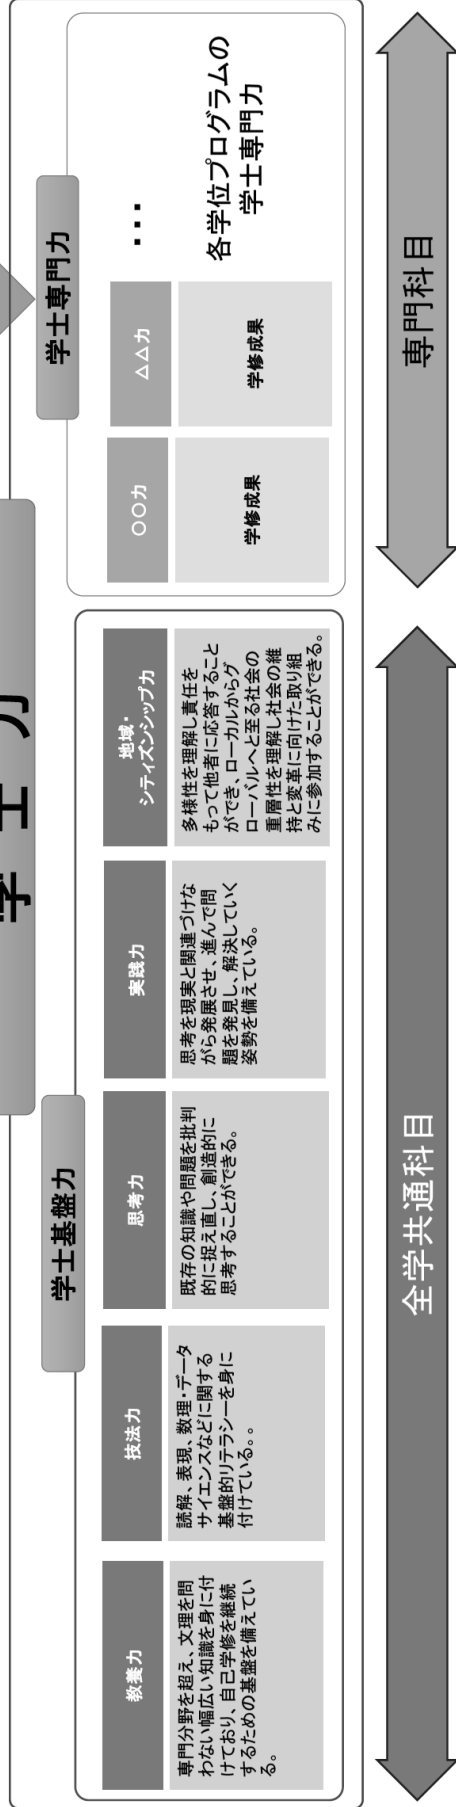 学士力
学士基盤力
教養力
専門分野を超え、文理を問
わない幅広い知識を身に付
けており、自己学修を継続
するための基盤を備えてい
る。
技法力
読解、表現、数理・データ
サイエンスなどに関する
基盤的リテラシーを身に
付けている。。
思考力
既存の知識や問題を批判
的に捉え直し、創造的に
思考することができる。
実践力
思考を現実と関連づけな
がら発展させ、進んで問
題を発見し、解決していく
姿勢を備えている。
地域・
シティズンシップ力
多様性を理解し責任を
もって他者に応答すること
ができ、ローカルからグ
ローバルへと至る社会の
重層性を理解し社会の維
持と変革に向けた取り組
みに参加することができる。
学士専門力
〇〇力
学修成果
△△力
学修成果
・・・
各学位プログラムの
学士専門力
全学共通科目
専門科目